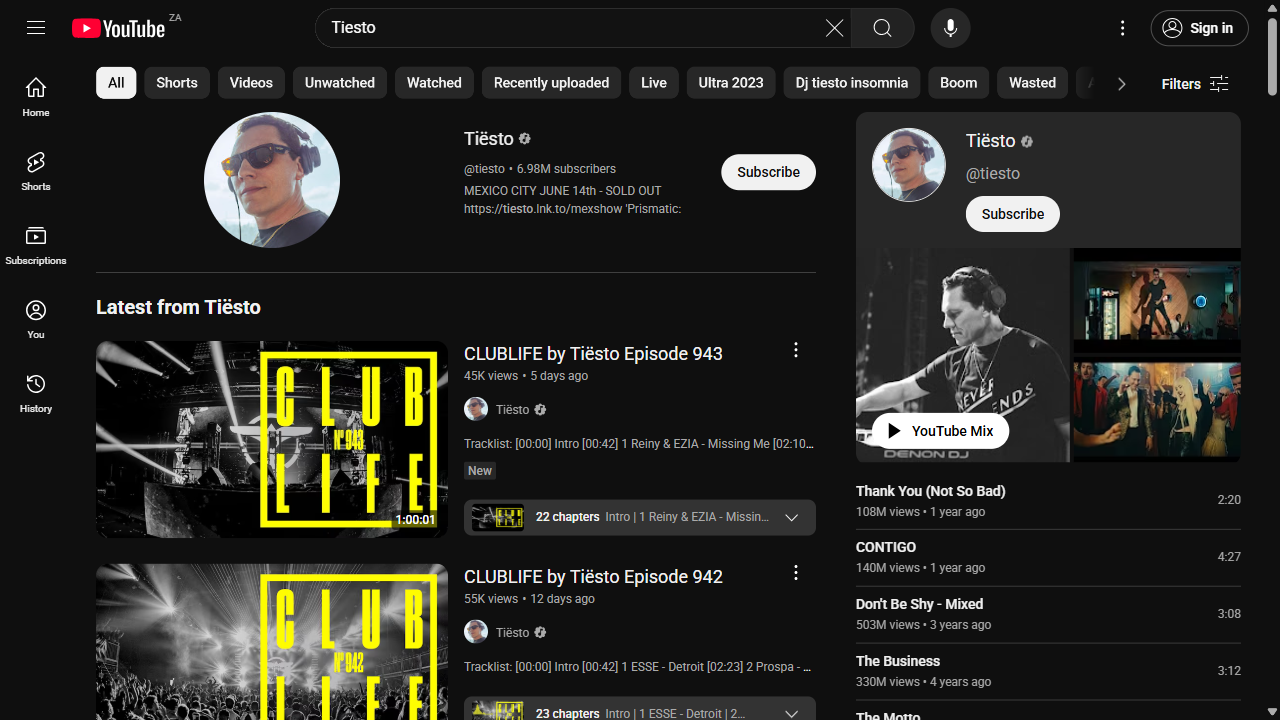 YouTube ZA
Tiesto
Sign in
Home
Shorts
Subscriptions
You
History
All
Shorts
Videos
Unwatched
Watched
Recently uploaded
Live
Ultra 2023
Dj tiesto insomnia
Boom
Wasted
Filters
Tiësto
@tiesto • 6.98M subscribers
MEXICO CITY JUNE 14th - SOLD OUT
https://tiesto.lnk.to/mexshow 'Prismatic:
Subscribe
Latest from Tiësto
CLUB
Nº943
LIFE
1:00:01
CLUBLIFE by Tiësto Episode 943
45K views • 5 days ago
Tiësto
Tracklist: [00:00] Intro [00:42] 1 Reiny & EZIA - Missing Me [02:10...
New
22 chapters Intro | 1 Reiny & EZIA - Missin...
CLUB
Nº942
LIFE
CLUBLIFE by Tiësto Episode 942
55K views • 12 days ago
Tiësto
Tracklist: [00:00] Intro [00:42] 1 ESSE - Detroit [02:23] 2 Prospa - ...
23 chapters Intro | 1 ESSE - Detroit | 2...
Tiësto
@tiesto
Subscribe
NEVER
ENDS
DENON DJ
YouTube Mix
Thank You (Not So Bad)
108M views • 1 year ago
2:20
CONTIGO
140M views • 1 year ago
4:27
Don't Be Shy - Mixed
503M views • 3 years ago
3:08
The Business
330M views • 4 years ago
3:12
The Motto